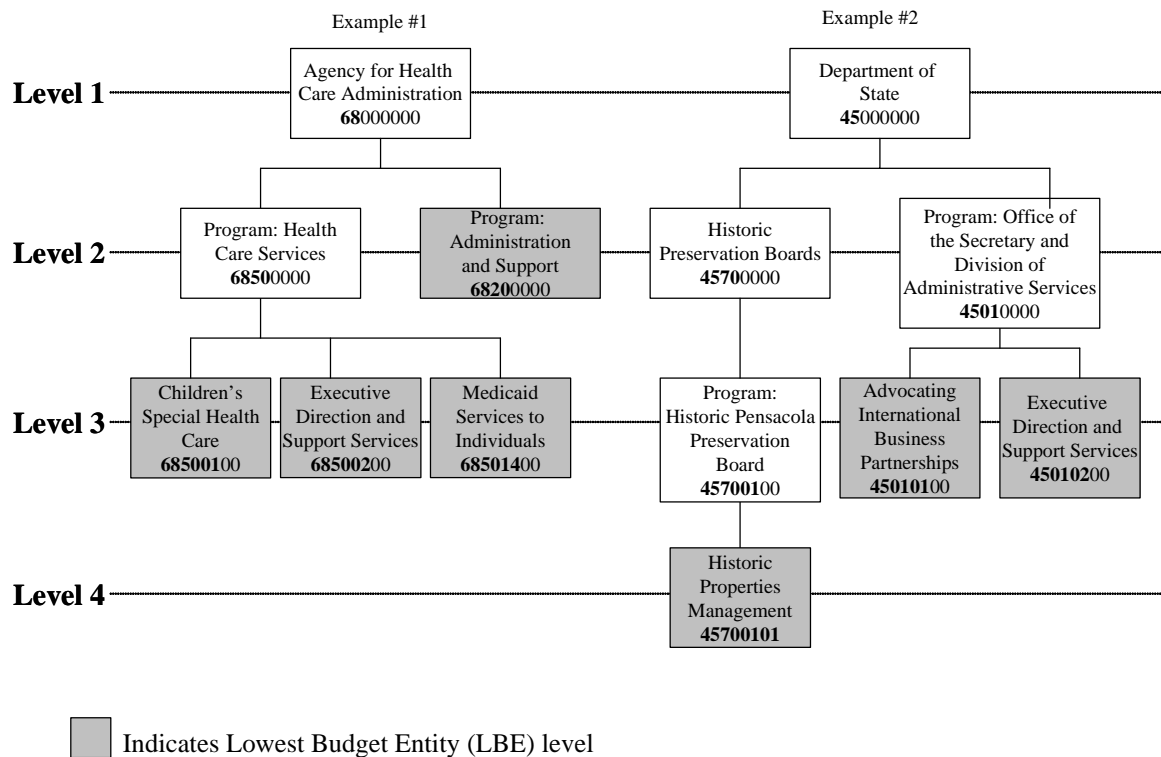 Example #1
Example #2
Level 1
Agency for Health
Care Administration
68000000
Department of
State
45000000
Level 2
Program: Health
Care Services
68500000
Program:
Administration
and Support
68200000
Historic
Preservation Boards
45700000
Program: Office of
the Secretary and
Division of
Administrative Services
45010000
Level 3
Children's
Special Health
Care
68500100
Executive
Direction and
Support Services
68500200
Medicaid
Services to
Individuals
68501400
Program:
Historic Pensacola
Preservation
Board
45700100
Advocating
International
Business
Partnerships
45010100
Executive
Direction and
Support Services
45010200
Level 4
Historic
Properties
Management
45700101
Indicates Lowest Budget Entity (LBE) level